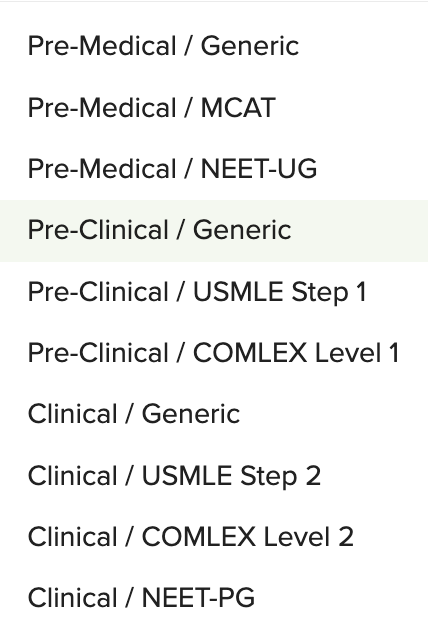 Pre-Medical / Generic
Pre-Medical / MCAT
Pre-Medical / NEET-UG
Pre-Clinical / Generic
Pre-Clinical / USMLE Step 1
Pre-Clinical / COMLEX Level 1
Clinical / Generic
Clinical / USMLE Step 2
Clinical / COMLEX Level 2
Clinical / NEET-PG